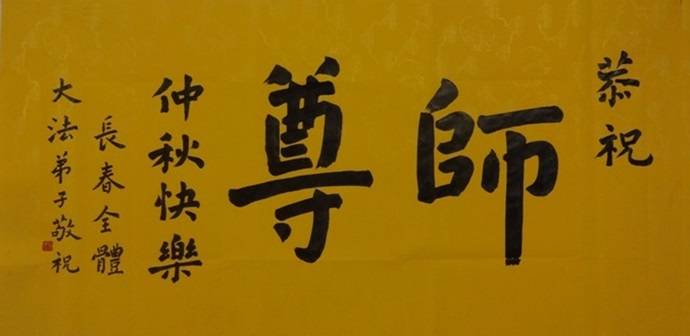 恭祝
師尊
仲秋快樂
長春全體
大法弟子敬祝